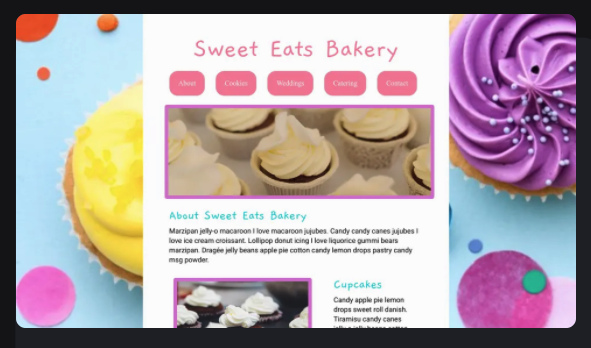 Sweet Eats Bakery
About Cookies Weddings Catering Contact
About Sweet Eats Bakery
Marzipan jelly-o macaroon I love macaroon jujubes. Candy candy canes jujubes I
love ice cream croissant. Lollipop donut icing I love liquorice gummi bears
marzipan. Dragée jelly beans apple pie cotton candy lemon drops pastry candy
msg powder.
Cupcakes
Candy apple pie lemon
drops sweet roll danish.
Tiramisu candy canes